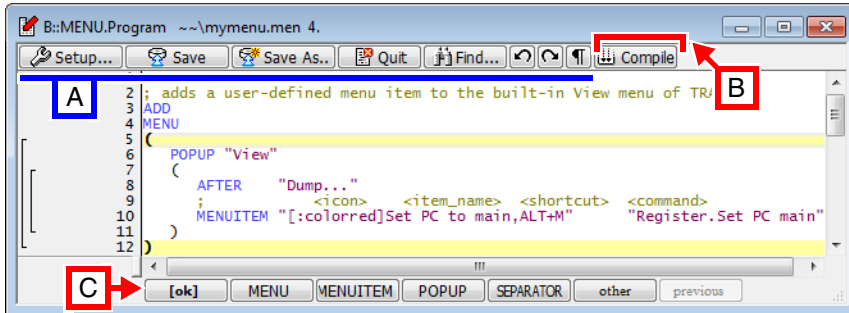 B::MENU.Program ~~\mymenu.men 4.
Setup... Save Save As.. Quit Find... ¶ Compile
A B
2 ; adds a user-defined menu item to the built-in View menu of
3 ADD
4 MENU
5 (
6 POPUP "View"
7 (
8 AFTER "Dump..."
9 ; <icon> <item_name> <shortcut> <command>
10 MENUITEM "[:colorred]Set PC to main,ALT+M" "Register.Set PC main"
11 )
12 )
C [ok] MENU MENUITEM POPUP SEPARATOR other previous